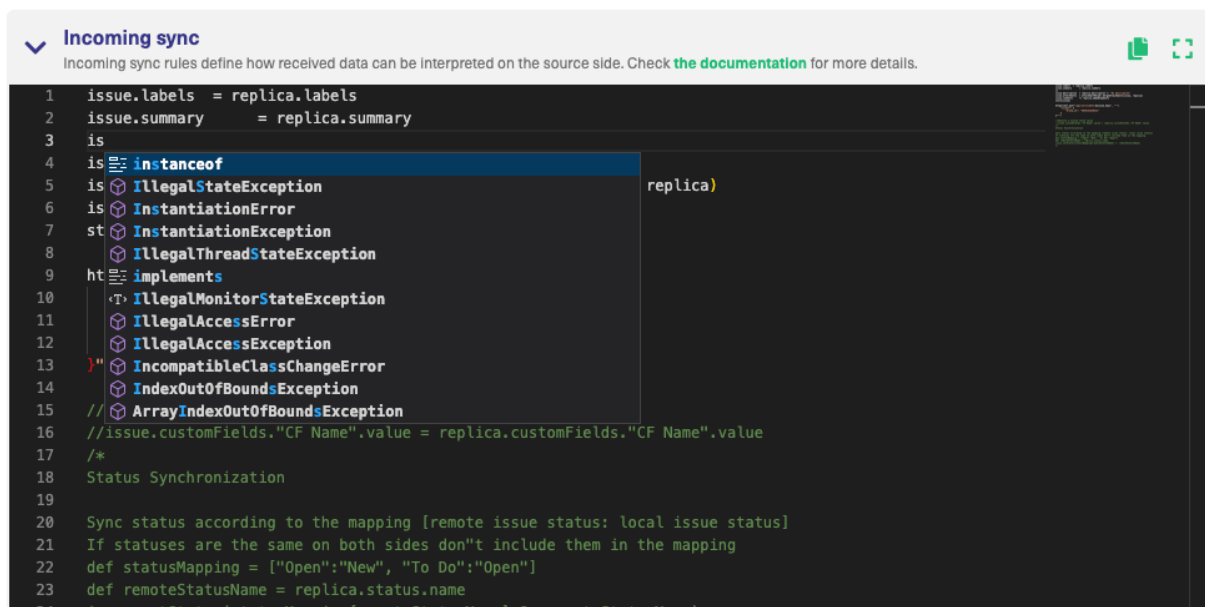 Incoming sync
Incoming sync rules define how received data can be interpreted on the source side. Check the documentation for more details.
1 issue.labels = replica.labels
2 issue.summary = replica.summary
3 is
4 is instanceof
5 is IllegalStateException replica)
6 is InstantiationError
7 st InstantiationException
8 IllegalThreadStateException
9 ht implements
10 <T> IllegalMonitorStateException
11 IllegalAccessError
12 IllegalAccessException
13 }" IncompatibleClassChangeError
14 IndexOutOfBoundsException
15 // ArrayIndexOutOfBoundsException
16 //issue.customFields."CF Name".value = replica.customFields."CF Name".value
17 /*
18 Status Synchronization
19
20 Sync status according to the mapping [remote issue status: local issue status]
21 If statuses are the same on both sides don"t include them in the mapping
22 def statusMapping = ["Open":"New", "To Do":"Open"]
23 def remoteStatusName = replica.status.name